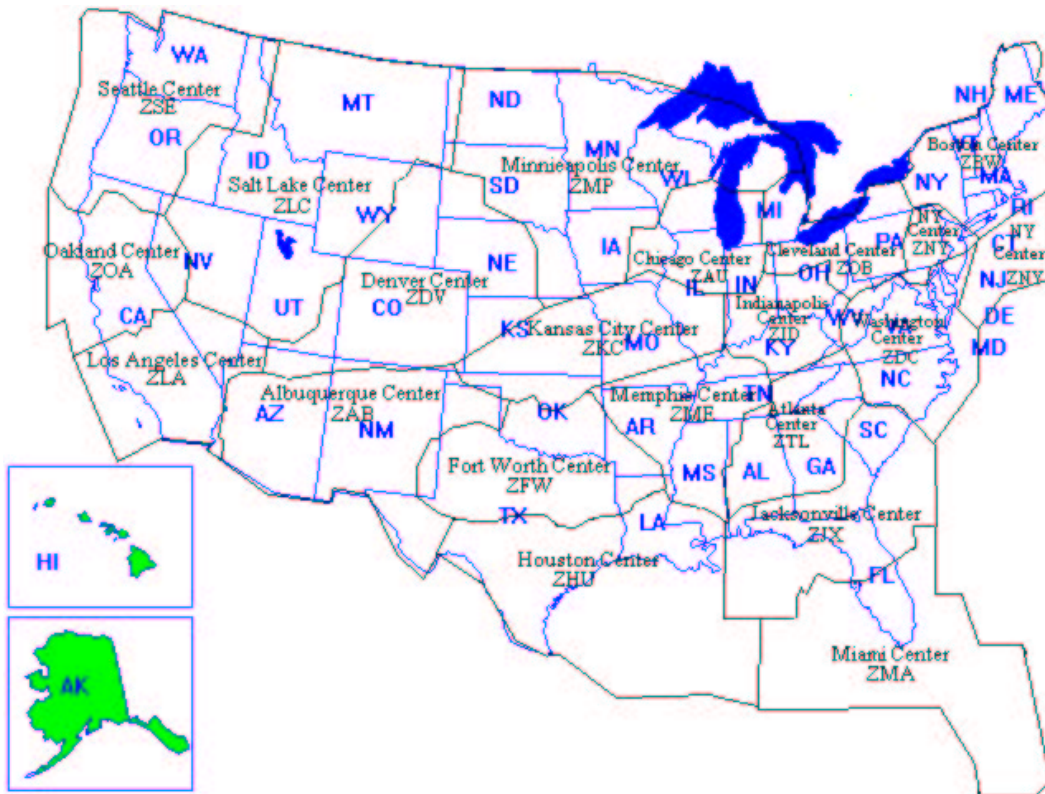 WA
Seattle Center
ZSE
OR
MT
ID
Salt Lake Center
ZLC
WY
ND
SD
MN
Minnieapolis Center
ZMP
WI
MI
NH
ME
Boston Center
ZBW
MA
NY
RI
NY
Center
ZNY
NY
Center
ZNY
CT
NJ
DE
MD
PA
Cleveland Center
ZOB
OH
Oakland Center
ZOA
NV
CA
UT
Denver Center
ZDV
CO
NE
IA
Chicago Center
ZAU
IL
IN
Indianapolis
Center
ZID
KY
WV
VA
Washington
Center
ZDC
NC
KS
Kansas City Center
ZKC
MO
Los Angeles Center
ZLA
Albuquerque Center
ZAB
AZ
NM
OK
Memphis Center
ZME
TN
AR
Atlanta
Center
ZTL
SC
GA
AL
MS
Fort Worth Center
ZFW
TX
LA
Jacksonville Center
ZJX
Houston Center
ZHU
FL
Miami Center
ZMA
HI
AK